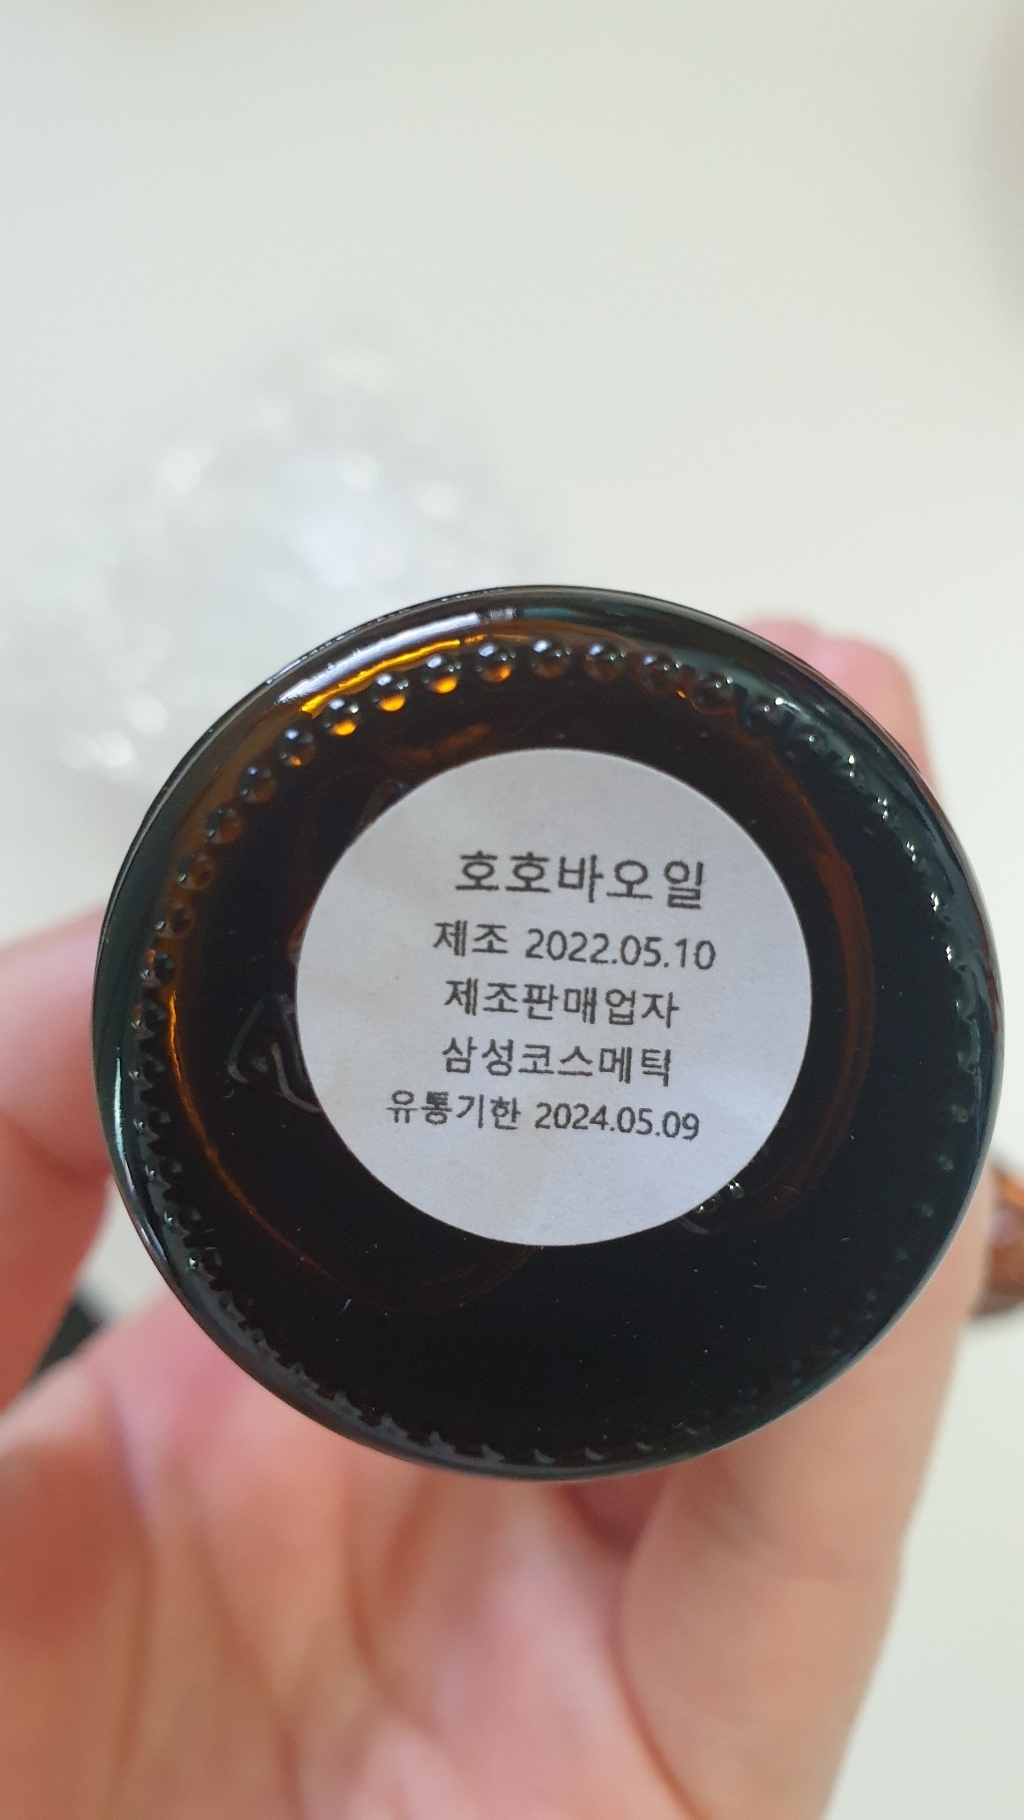 호호바오일
제조 2022.05.10
제조판매업자
삼성코스메틱
유통기한 2024.05.09